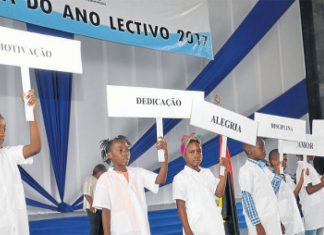 DO ANO LECTIVO 2017
MOTIVAÇÃO
DEDICAÇÃO
ALEGRIA
DISCIPLINA
AMOR